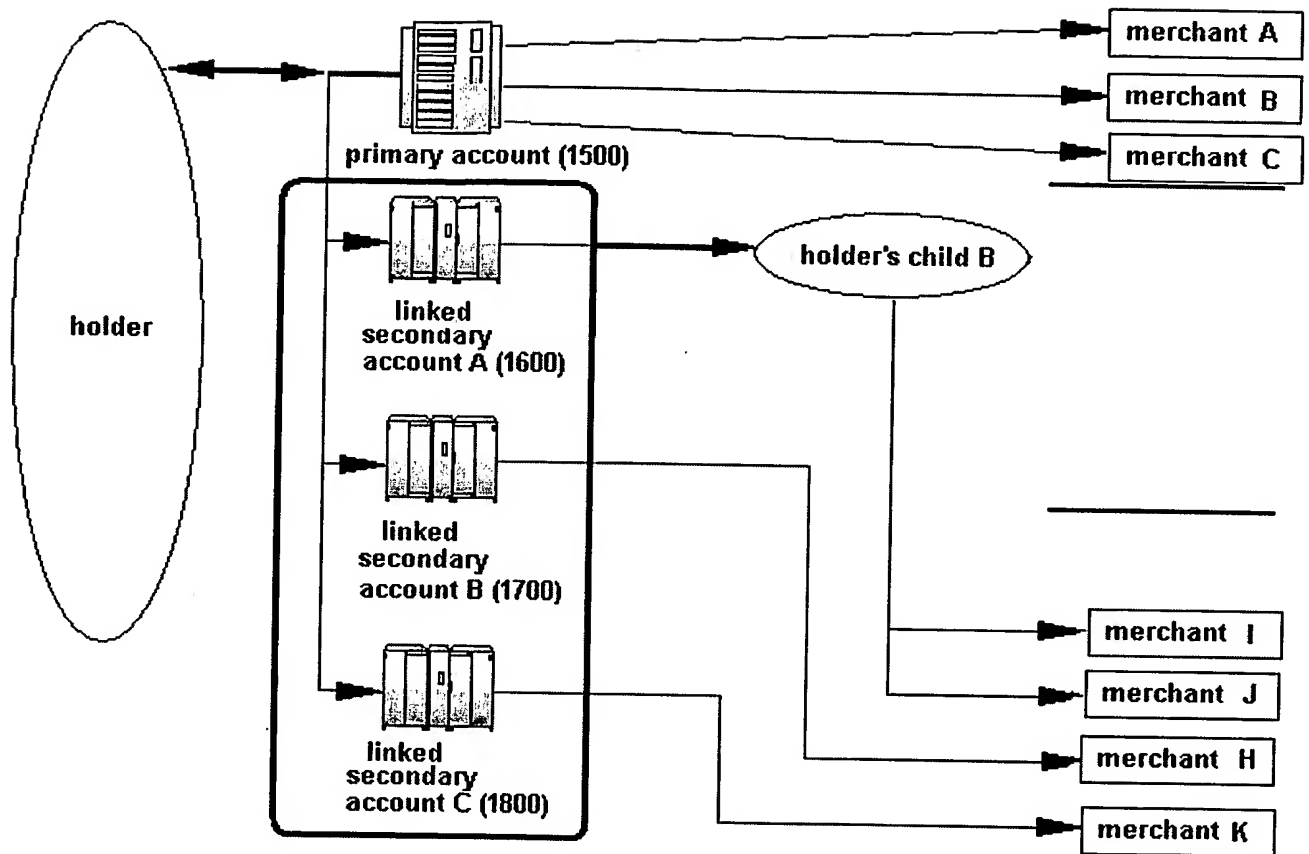 merchant A
merchant B
merchant C
primary account (1500)
holder's child B
holder
linked
secondary
account A (1600)
linked
secondary
account B (1700)
linked
secondary
account C (1800)
merchant I
merchant J
merchant H
merchant K